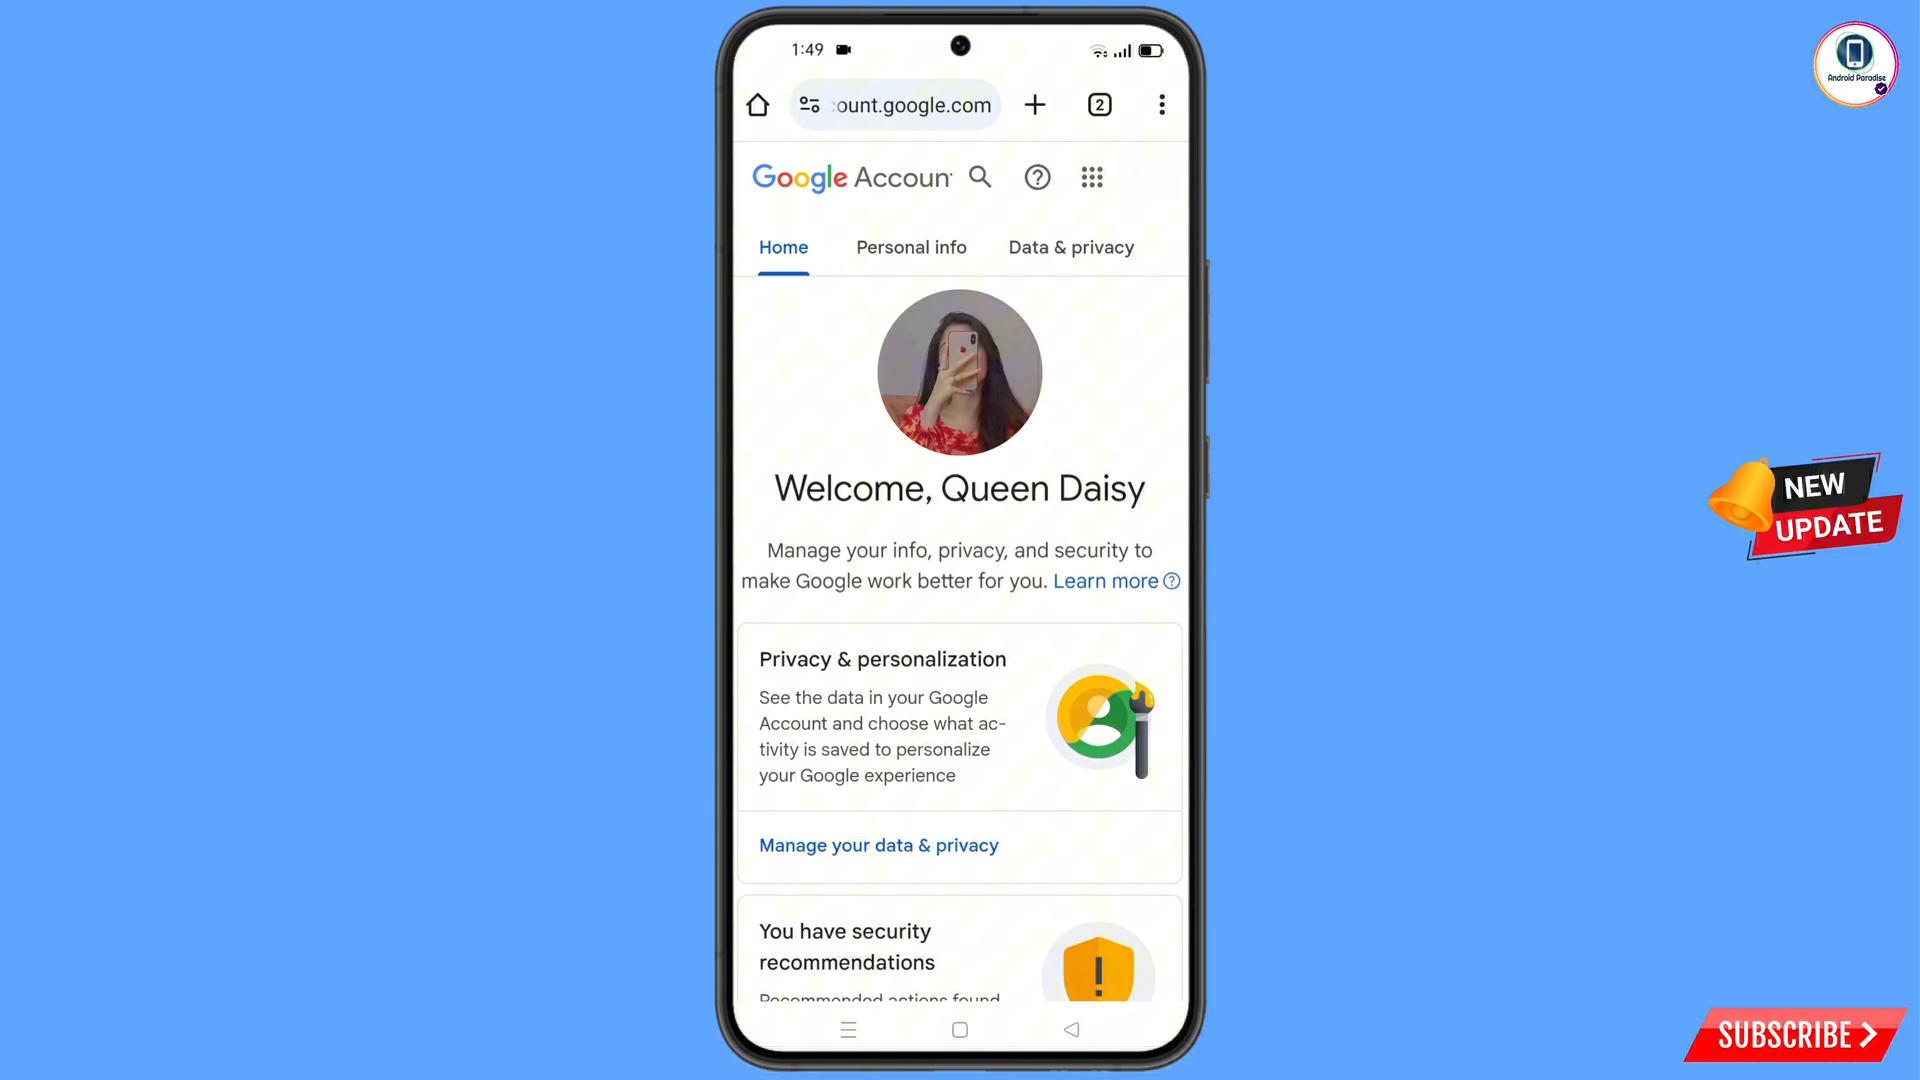 1:49
:ount.google.com
2
Google Accoun
Home Personal info Data & privacy
Welcome, Queen Daisy
Manage your info, privacy, and security to
make Google work better for you. Learn more
Privacy & personalization
See the data in your Google
Account and choose what ac-
tivity is saved to personalize
your Google experience
Manage your data & privacy
You have security
recommendations
Recommended actions found
Android Paradise
NEW
UPDATE
SUBSCRIBE